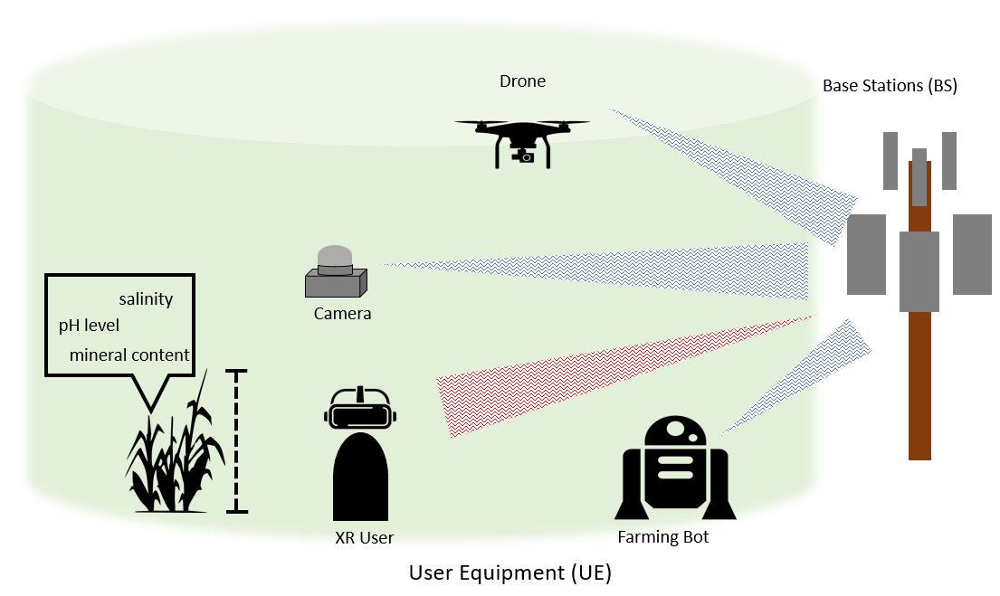 Drone
Base Stations (BS)
salinity
pH level
mineral content
Camera
XR User
Farming Bot
User Equipment (UE)